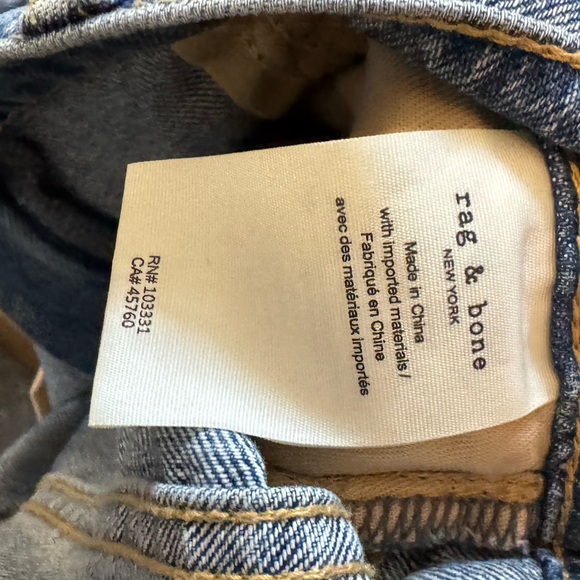 rag & bone
NEW YORK
Made in China
with imported materials /
Fabriqué en Chine
avec des matériaux importés
RN# 103331
CA# 45760